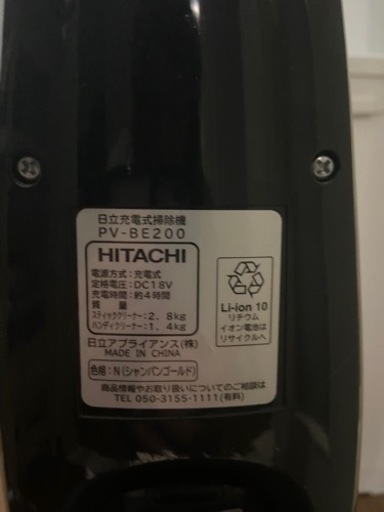 日立充電式掃除機
PV-BE200
HITACHI
電源方式:充電式
定格電圧:DC18V
充電時間:約4時間
質　量
スティッククリーナー:2.8kg
ハンディクリーナー:1.4kg
日立アプライアンス(株)
MADE IN CHINA
色柄:N(シャンパンゴールド)
商品情報やお取り扱いについてのご相談は
TEL 050-3155-1111(有料)
Li-ion 10
リチウム
イオン電池は
リサイクルへ